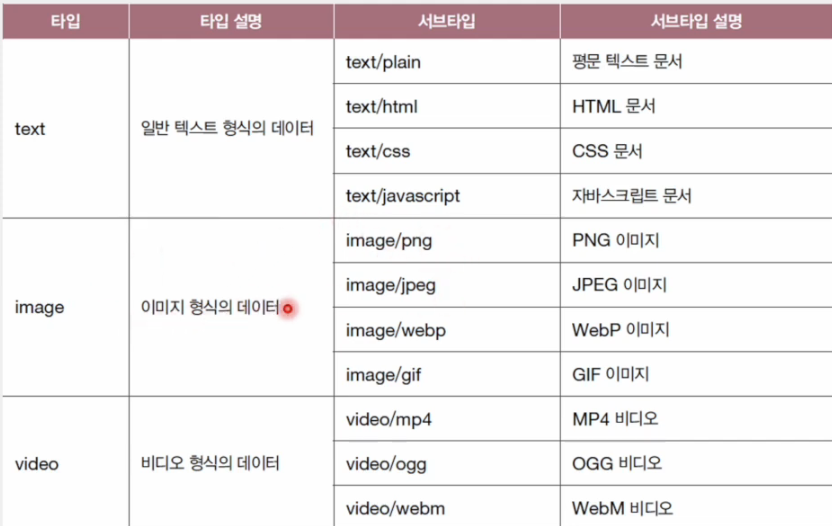 타입 타입 설명 서브타입 서브타입 설명
text 일반 텍스트 형식의 데이터 text/plain 평문 텍스트 문서
text/html HTML 문서
text/css CSS 문서
text/javascript 자바스크립트 문서
image 이미지 형식의 데이터 image/png PNG 이미지
image/jpeg JPEG 이미지
image/webp WebP 이미지
image/gif GIF 이미지
video 비디오 형식의 데이터 video/mp4 MP4 비디오
video/ogg OGG 비디오
video/webm WebM 비디오